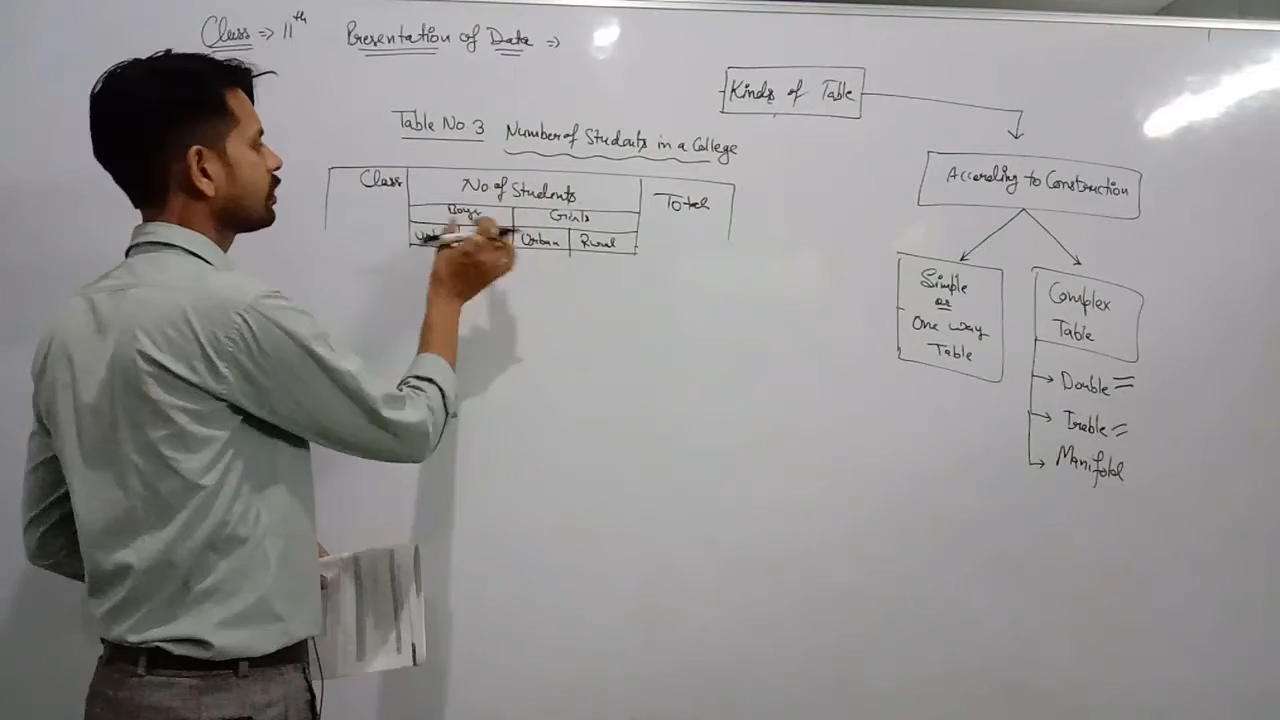 Class => 11th Presentation of Data =>
Kinds of Table
Table No. 3 Number of Students in a College
According to Construction
Class No of Students Total
Boys Girls
Urban Rural
Simple
or
One way
Table
Complex
Table
Double =
Treble =
Manifold